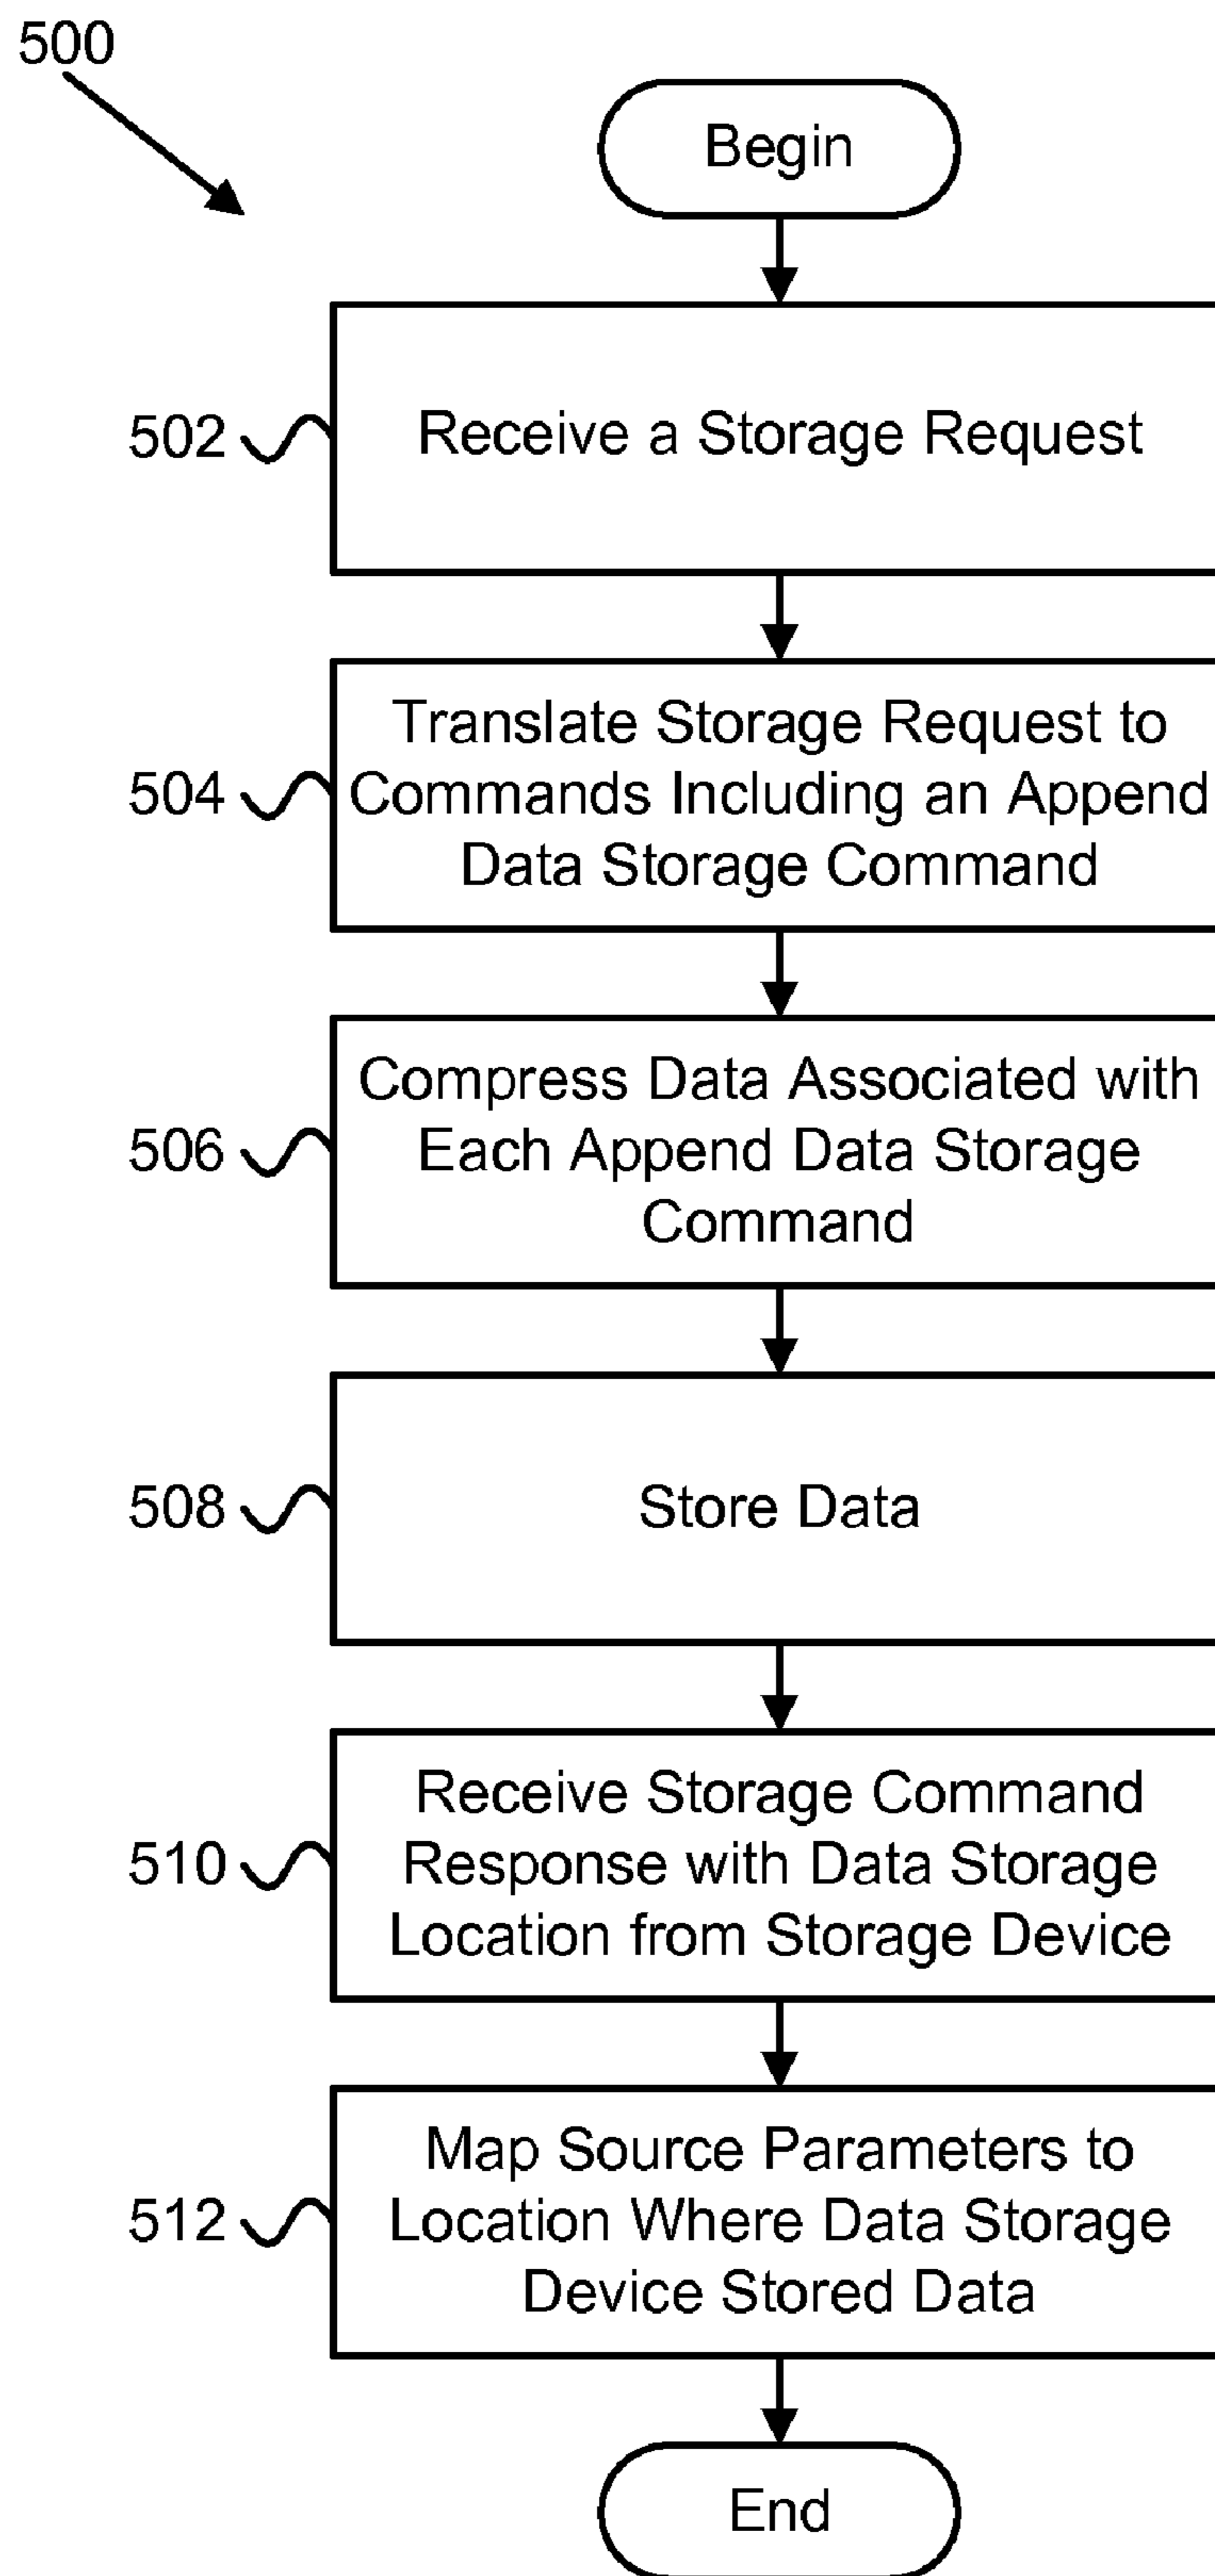 500
Begin
502
Receive a Storage Request
504
Translate Storage Request to
Commands Including an Append
Data Storage Command
506
Compress Data Associated with
Each Append Data Storage
Command
508
Store Data
510
Receive Storage Command
Response with Data Storage
Location from Storage Device
512
Map Source Parameters to
Location Where Data Storage
Device Stored Data
End